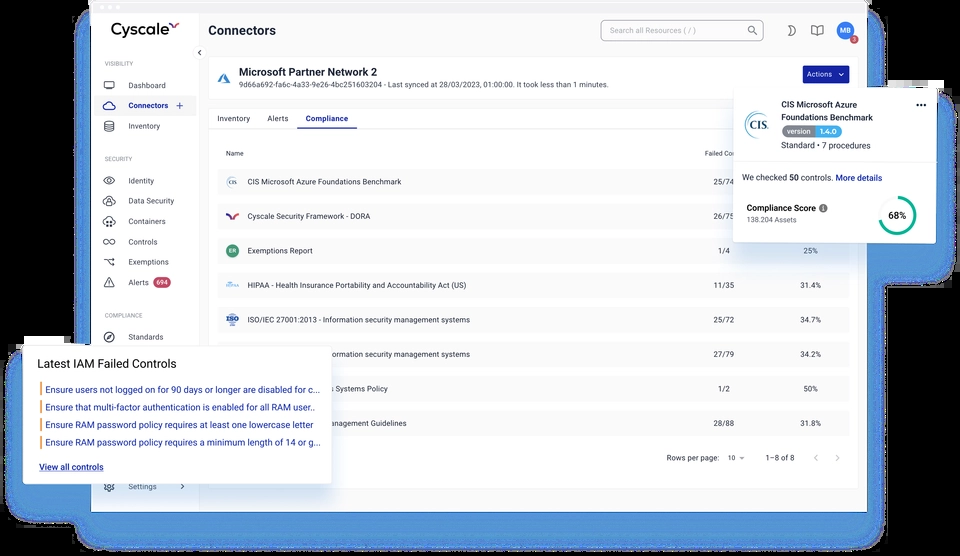 Cyscale
Connectors
Search all Resources ( / )
MB
3
VISIBILITY
Dashboard
Connectors +
Inventory
SECURITY
Identity
Data Security
Containers
Controls
Exemptions
Alerts 694
COMPLIANCE
Standards
Settings
Microsoft Partner Network 2
9d66a692-fa6c-4a33-9e26-4bc251603204 - Last synced at 28/03/2023, 01:00:00. It took less than 1 minutes.
Actions
Inventory Alerts Compliance
Name Failed Co
CIS CIS Microsoft Azure Foundations Benchmark 25/74
Cyscale Security Framework - DORA 26/75
ER Exemptions Report 1/4 25%
HIPAA HIPAA - Health Insurance Portability and Accountability Act (US) 11/35 31.4%
ISO ISO/IEC 27001:2013 - Information security management systems 25/72 34.7%
ormation security management systems 27/79 34.2%
s Systems Policy 1/2 50%
nagement Guidelines 28/88 31.8%
Rows per page: 10 1–8 of 8
CIS.
CIS Microsoft Azure
Foundations Benchmark
version 1.4.0
Standard • 7 procedures
We checked 50 controls. More details
Compliance Score
138.204 Assets
68%
Latest IAM Failed Controls
Ensure users not logged on for 90 days or longer are disabled for c...
Ensure that multi-factor authentication is enabled for all RAM user..
Ensure RAM password policy requires at least one lowercase letter
Ensure RAM password policy requires a minimum length of 14 or g...
View all controls